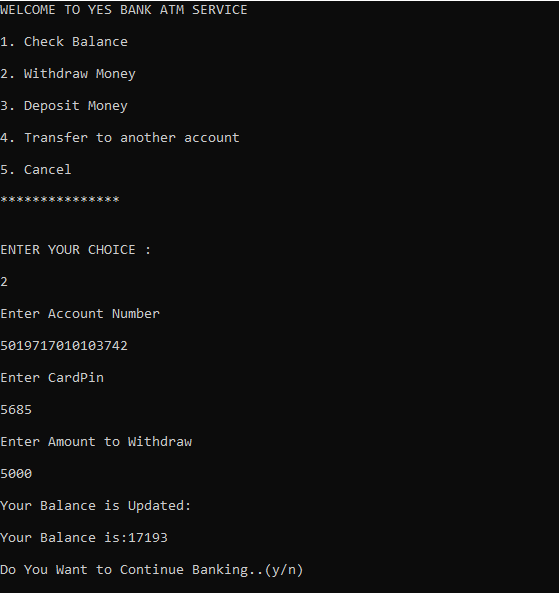 WELCOME TO YES BANK ATM SERVICE
1. Check Balance
2. Withdraw Money
3. Deposit Money
4. Transfer to another account
5. Cancel
***************
ENTER YOUR CHOICE :
2
Enter Account Number
5019717010103742
Enter CardPin
5685
Enter Amount to Withdraw
5000
Your Balance is Updated:
Your Balance is:17193
Do You Want to Continue Banking..(y/n)